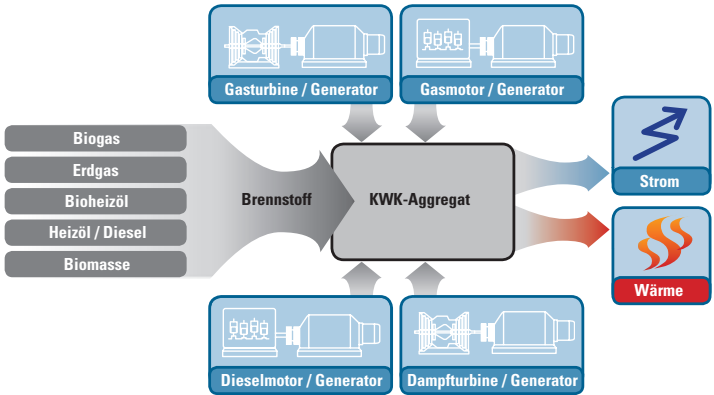 Gasturbine / Generator
Gasmotor / Generator
Biogas
Erdgas
Bioheizöl
Heizöl / Diesel
Biomasse
Brennstoff
KWK-Aggregat
Strom
Wärme
Dieselmotor / Generator
Dampfturbine / Generator